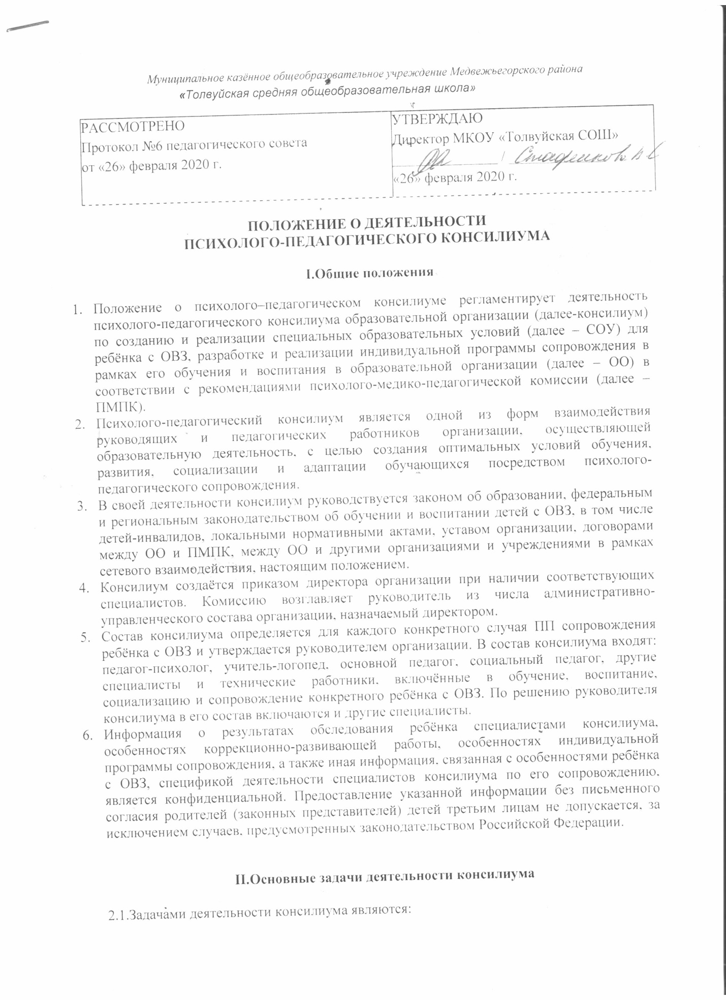 Муниципальное казённое общеобразовательное учреждение Медвежьегорского района
«Толвуйская средняя общеобразовательная школа»
РАССМОТРЕНО
Протокол №6 педагогического совета
от «26» февраля 2020 г.
УТВЕРЖДАЮ
Директор МКОУ «Толвуйская СОШ»
/
«26» февраля 2020 г.
ПОЛОЖЕНИЕ О ДЕЯТЕЛЬНОСТИ
ПСИХОЛОГО-ПЕДАГОГИЧЕСКОГО КОНСИЛИУМА
I.Общие положения
1. Положение о психолого–педагогическом консилиуме регламентирует деятельность
психолого-педагогического консилиума образовательной организации (далее-консилиум)
по созданию и реализации специальных образовательных условий (далее – СОУ) для
ребёнка с ОВЗ, разработке и реализации индивидуальной программы сопровождения в
рамках его обучения и воспитания в образовательной организации (далее – ОО) в
соответствии с рекомендациями психолого-медико-педагогической комиссии (далее –
ПМПК).
2. Психолого-педагогический консилиум является одной из форм взаимодействия
руководящих и педагогических работников организации, осуществляющей
образовательную деятельность, с целью создания оптимальных условий обучения,
развития, социализации и адаптации обучающихся посредством психолого-
педагогического сопровождения.
3. В своей деятельности консилиум руководствуется законом об образовании, федеральным
и региональным законодательством об обучении и воспитании детей с ОВЗ, в том числе
детей-инвалидов, локальными нормативными актами, уставом организации, договорами
между ОО и ПМПК, между ОО и другими организациями и учреждениями в рамках
сетевого взаимодействия, настоящим положением.
4. Консилиум создаётся приказом директора организации при наличии соответствующих
специалистов. Комиссию возглавляет руководитель из числа административно-
управленческого состава организации, назначаемый директором.
5. Состав консилиума определяется для каждого конкретного случая ПП сопровождения
ребёнка с ОВЗ и утверждается руководителем организации. В состав консилиума входят:
педагог-психолог, учитель-логопед, основной педагог, социальный педагог, другие
специалисты и технические работники, включённые в обучение, воспитание,
социализацию и сопровождение конкретного ребёнка с ОВЗ. По решению руководителя
консилиума в его состав включаются и другие специалисты.
6. Информация о результатах обследования ребёнка специалистами консилиума,
особенностях коррекционно-развивающей работы, особенностях индивидуальной
программы сопровождения, а также иная информация, связанная с особенностями ребёнка
с ОВЗ, спецификой деятельности специалистов консилиума по его сопровождению,
является конфиденциальной. Предоставление указанной информации без письменного
согласия родителей (законных представителей) детей третьим лицам не допускается, за
исключением случаев, предусмотренных законодательством Российской Федерации.
II.Основные задачи деятельности консилиума
2.1.Задачами деятельности консилиума являются: